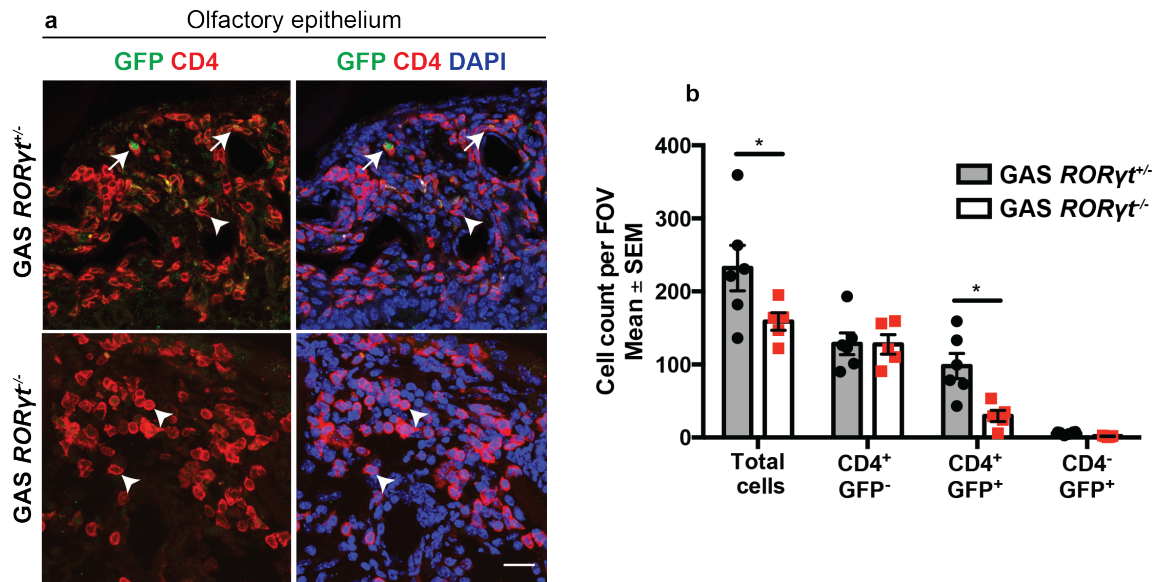 a
Olfactory epithelium
GFP CD4
GFP CD4 DAPI
GAS RORγt+/-
GAS RORγt-/-
b
Cell count per FOV
Mean ± SEM
400
300
200
100
0
*
*
GAS RORγt+/-
GAS RORγt-/-
Total
cells
CD4+
GFP-
CD4+
GFP+
CD4-
GFP+